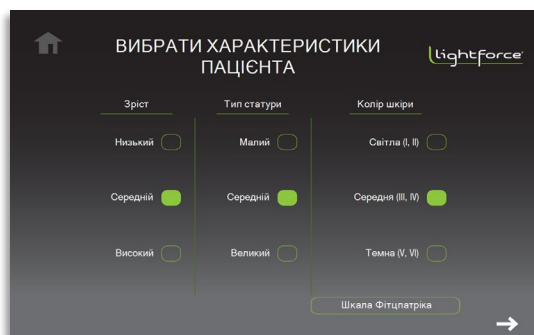 ВИБРАТИ ХАРАКТЕРИСТИКИ
ПАЦІЄНТА
lightforce
Зріст
Тип статури
Колір шкіри
Низький
Малий
Світла (I, II)
Середній
Середній
Середня (III, IV)
Високий
Великий
Темна (V, VI)
Шкала Фітцпатріка